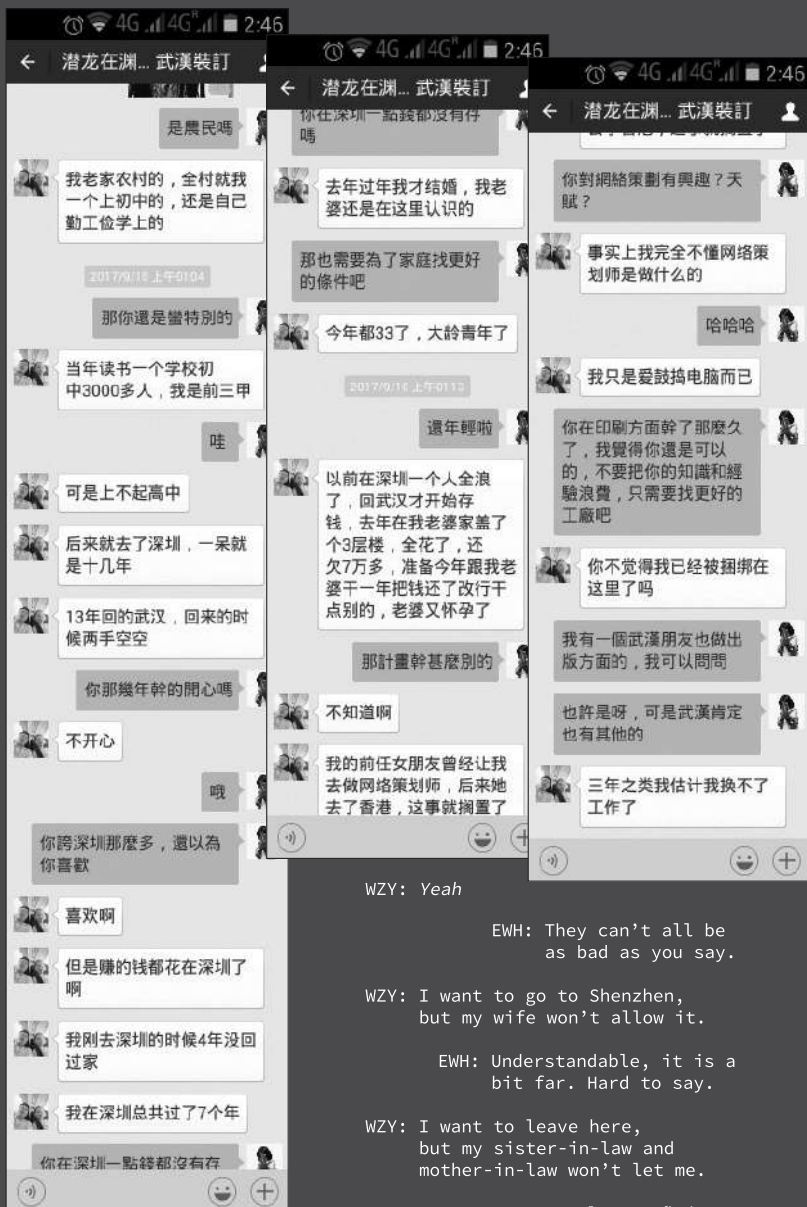 4G 4G R 2:46
潜龙在渊... 武漢裝訂
是農民嗎
我老家农村的，全村就我
一个上初中的，还是自己
勤工俭学上的
那你還是蠻特別的
当年读书一个学校初
中3000多人，我是前三甲
哇
可是上不起高中
后来就去了深圳，一呆就
是十几年
13年回的武汉，回来的时
候两手空空
你那幾年幹的開心嗎
不开心
哦
你誇深圳那麼多，還以為
你喜歡
喜欢啊
但是赚的钱都花在深圳了
啊
我刚去深圳的时候4年没回
过家
我在深圳总共过了7个年
你在深圳一點錢都沒有存
4G 4G R 2:46
潜龙在渊... 武漢裝訂
你在深圳一點錢都沒有存
嗎
去年过年我才结婚，我老
婆还是在这里认识的
那也需要為了家庭找更好
的條件吧
今年都33了，大龄青年了
還年輕啦
以前在深圳一个人全浪
了，回武汉才开始存
钱，去年在我老婆家盖了
个3层楼，全花了，还
欠7万多，准备今年跟我老
婆干一年把钱还了改行干
点别的，老婆又怀孕了
那計畫幹甚麼別的
不知道啊
我的前任女朋友曾经让我
去做网络策划师，后来她
去了香港，这事就搁置了
4G 4G R 2:46
潜龙在渊... 武漢裝訂
你對網絡策劃有興趣？天
賦？
事实上我完全不懂网络策
划师是做什么的
哈哈哈
我只是爱鼓捣电脑而已
你在印刷方面幹了那麼久
了，我覺得你還是可以
的，不要把你的知識和經
驗浪費，只需要找更好的
工廠吧
你不觉得我已经被捆绑在
这里了吗
我有一個武漢朋友也做出
版方面的，我可以問問
也許是呀，可是武漢肯定
也有其他的
三年之类我估计我换不了
工作了
WZY: Yeah
EWH: They can't all be
as bad as you say.
WZY: I want to go to Shenzhen,
but my wife won't allow it.
EWH: Understandable, it is a
bit far. Hard to say.
WZY: I want to leave here,
but my sister-in-law and
mother-in-law won't let me.